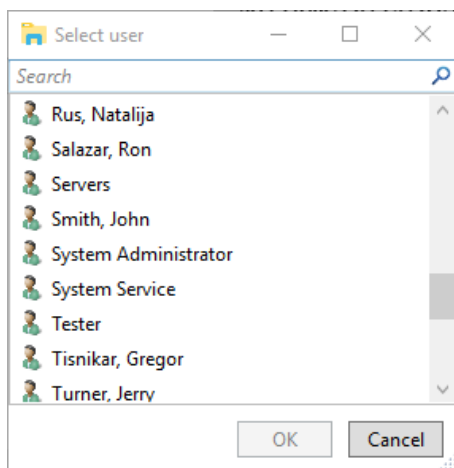 Select user
Search
Rus, Natalija
Salazar, Ron
Servers
Smith, John
System Administrator
System Service
Tester
Tisnikar, Gregor
Turner, Jerry
OK Cancel